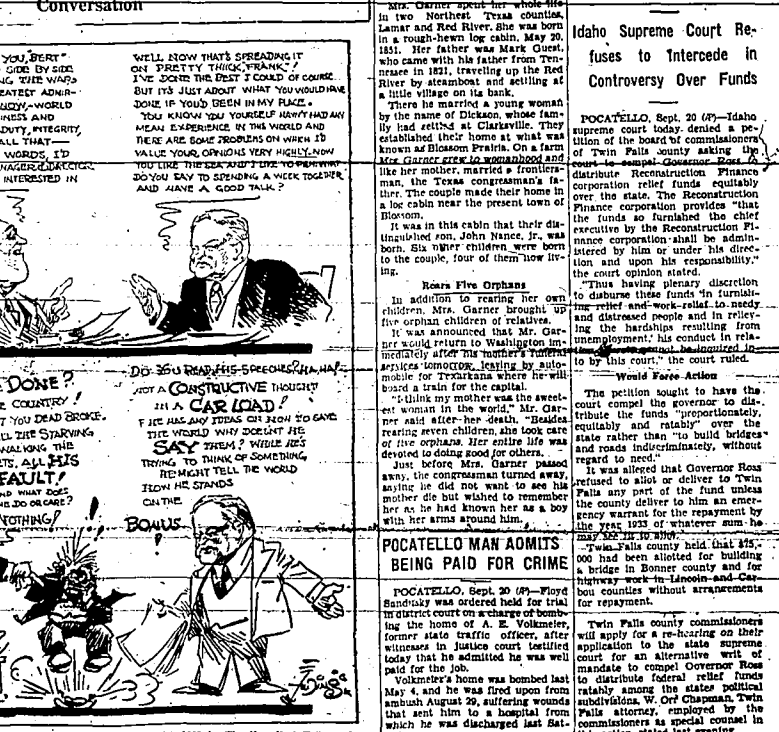 Conversation
YOU, BERT
SIDE BY SIDE
NG THE WAGS
EATEST ADMIR-
NOW,-WORLD
INESS AND
DUTY, INTEGRITY,
ALL THAT—
WORDS, I'D
INTERESTED IN
WELL NOW THAT'S SPREADING IT
ON PRETTY THICK, FRANK!
I'VE DONE THE BEST I COULD OF COURSE
BUT IT'S JUST ABOUT WHAT YOU WOULD HAVE
DONE IF YOU'D BEEN IN MY PLACE.
YOU KNOW YOU YOURSELF HAVN'T HAD ANY
MEAN EXPERIENCE IN THIS WORLD AND
THERE ARE SOME PROBLEMS ON WHICH I'D
VALUE YOUR OPINIONS VERY HIGHLY. NOW
YOU LIKE THE SEA AND I LIKE TO
DO YOU SAY TO SPENDING A WEEK TOGETHER
AND HAVE A GOOD TALK?
DONE?
COUNTRY!
T YOU DEAD BROKE.
LL THE STARVING
WALKING THE
TS, ALL HIS
FAULT!
ND WHAT DOES
HE DO OR CARE?
NOTHING!
DO YOU READ HIS SPEECHES? HA, HA!
NOT A CONSTRUCTIVE THOUGHT
IN A CAR LOAD!
IF HE HAS ANY IDEAS ON HOW TO SAVE
THE WORLD WHY DOESN'T HE
SAY THEM? WHILE HE'S
TRYING TO THINK OF SOMETHING
HE MIGHT TELL THE WORLD
HOW HE STANDS
ON THE
BONUS
Mrs. Garner spent her whole life
in two Northest Texas counties,
Lamar and Red River. She was born
in a rough-hewn log cabin, May 20,
1851. Her father was Mark Guest,
who came with his father from Ten-
nessee in 1821, traveling up the Red
River by steamboat and settling at
a little village on its bank.
There he married a young woman
by the name of Dickson, whose fam-
ily had settled at Clarksville. They
established their home at what was
known as Blossom Prairie. On a farm
Mrs. Garner grew to womanhood and
like her mother, married a frontiers-
man, the Texas congressman's fa-
ther. The couple made their home in
a log cabin near the present town of
Blossom.
It was in this cabin that their dis-
tinguished son, John Nance, jr., was
born. Six other children were born
to the couple, four of them now liv-
ing.
Rears Five Orphans
In addition to rearing her own
children, Mrs. Garner brought up
five orphan children of relatives.
It was announced that Mr. Gar-
ner would return to Washington im-
mediately after his mother's funeral
services tomorrow, leaving by auto-
mobile for Texarkana where he will
board a train for the capital.
"I think my mother was the sweet-
est woman in the world," Mr. Gar-
ner said after her death. "Besides
rearing seven children, she took care
of five orphans. Her entire life was
devoted to doing good for others.
Just before Mrs. Garner passed
away, the congressman turned away,
saying he did not want to see his
mother die but wished to remember
her as he had known her as a boy
with her arms around him.
POCATELLO MAN ADMITS
BEING PAID FOR CRIME
POCATELLO, Sept. 20 (AP)—Floyd
Sandusky was ordered held for trial
in district court on a charge of bomb-
ing the home of A. E. Volkmeier,
former state traffic officer, after
witnesses in justice court testified
today that he admitted he was well
paid for the job.
Volkmeier's home was bombed last
May 4, and he was fired upon from
ambush August 29, suffering wounds
that sent him to a hospital from
which he was discharged last Sat-
Idaho Supreme Court Re-
fuses to Intercede in
Controversy Over Funds
POCATELLO, Sept. 20 (AP)—Idaho
supreme court today denied a pe-
tition of the board of commissioners
of Twin Falls county asking the
court to compel Governor Ross to
distribute Reconstruction Finance
corporation relief funds equitably
over the state. The Reconstruction
Finance corporation provides "that
the funds so furnished the chief
executive by the Reconstruction Fi-
nance corporation shall be admin-
istered by him or under his direc-
tion and upon his responsibility,"
the court opinion stated.
"Thus having plenary discretion
to disburse these funds 'in furnish-
ing relief and work relief to needy
and distressed people and in reliev-
ing the hardships resulting from
unemployment,' his conduct in rela-
cannot be inquired in-
to by this court," the court ruled.
Would Force Action
The petition sought to have the
court compel the governor to dis-
tribute the funds "proportionately,
equitably and ratably" over the
state rather than "to build bridges
and roads indiscriminately, without
regard to need."
It was alleged that Governor Ross
refused to allot or deliver to Twin
Falls any part of the fund unless
the county deliver to him an emer-
gency warrant for the repayment by
the year 1933 of whatever sum he
may see fit to allot.
Twin Falls county held that $75,-
000 had been allotted for building
a bridge in Bonner county and for
highway work in Lincoln and Car-
bou counties without arrangements
for repayment.
Twin Falls county commissioners
will apply for a re-hearing on their
application to the state supreme
court for an alternative writ of
mandate to compel Governor Ross
to distribute federal relief funds
ratably among the states political
subdivisions, W. Orr Chapman, Twin
Falls attorney, employed by the
commissioners as special counsel in